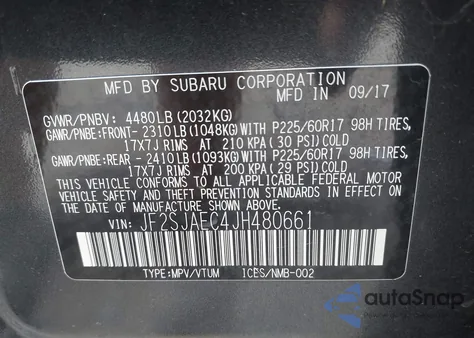 MFD BY SUBARU CORPORATION
MFD. IN 09/17
GVWR/PNBV: 4480LB(2032KG)
GAWR/PNBE:FRONT-2310LB(1048KG)WITH P225/60R17 98H TIRES,
17X7J RIMS AT 210 KPA(30 PSI)COLD
GAWR/PNBE:REAR -2410LB(1093KG)WITH P225/60R17 98H TIRES,
17X7J RIMS AT 200 KPA(29 PSI)COLD
THIS VEHICLE CONFORMS TO ALL APPLICABLE FEDERAL MOTOR
VEHICLE SAFETY AND THEFT PREVENTION STANDARDS IN EFFECT
ON THE DATE OF MANUFACTURE SHOWN ABOVE.
VIN: JF2SJAEC4JH480661
TYPE:MPV/VTUM ICES/NMB-002
autoSnap